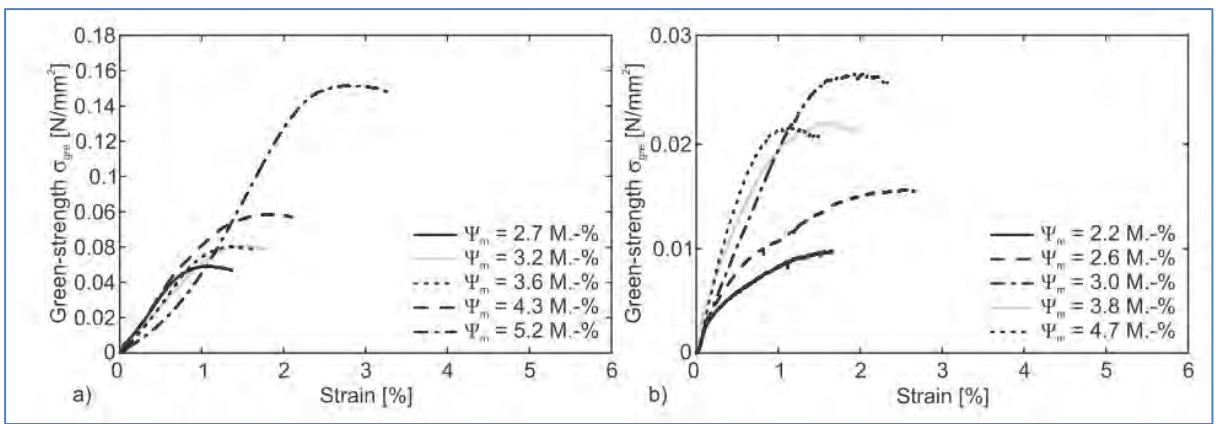 0.18
0.16
0.14
0.12
0.1
0.06
0.08
0.04
0.02
0
Green-strength σgre [N/mm²]
Ψm = 2.7 M.-%
Ψm = 3.2 M.-%
Ψm = 3.6 M.-%
Ψm = 4.3 M.-%
Ψm = 5.2 M.-%
0 1 2 3 4 5 6
a) Strain [%]
0.03
0.02
0.01
0
Green-strength σgre [N/mm²]
Ψm = 2.2 M.-%
Ψm = 2.6 M.-%
Ψm = 3.0 M.-%
Ψm = 3.8 M.-%
Ψm = 4.7 M.-%
0 1 2 3 4 5 6
b) Strain [%]